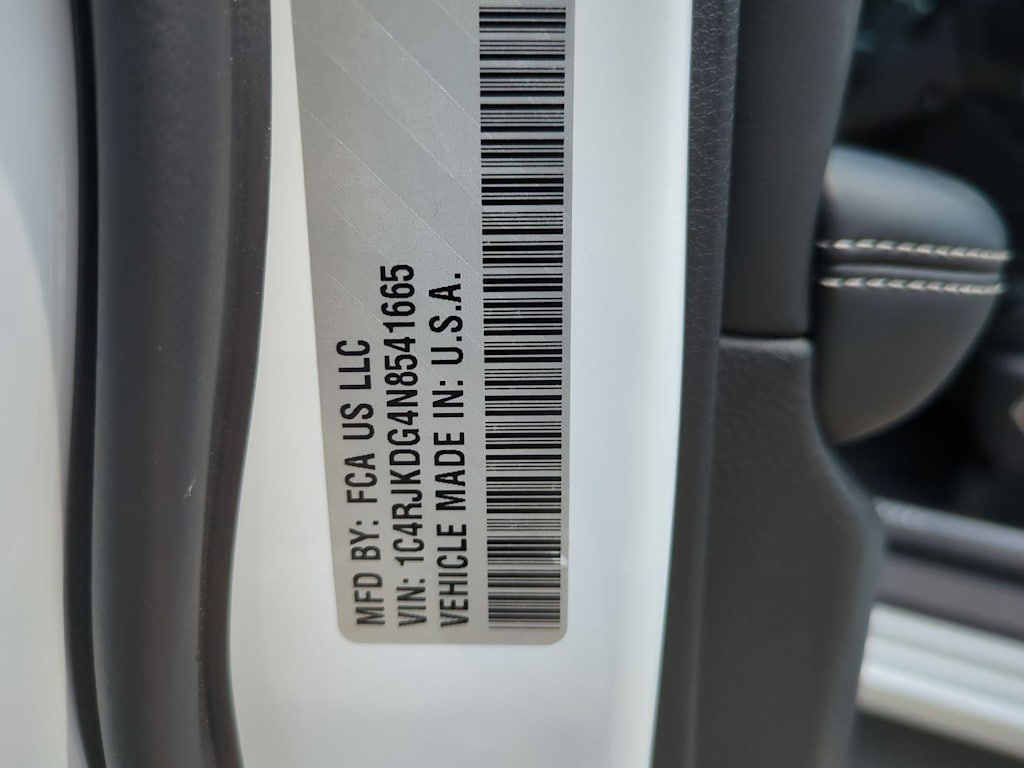 MFD BY: FCA US LLC
VIN: 1C4RJKDG4N8541665
VEHICLE MADE IN: U.S.A.